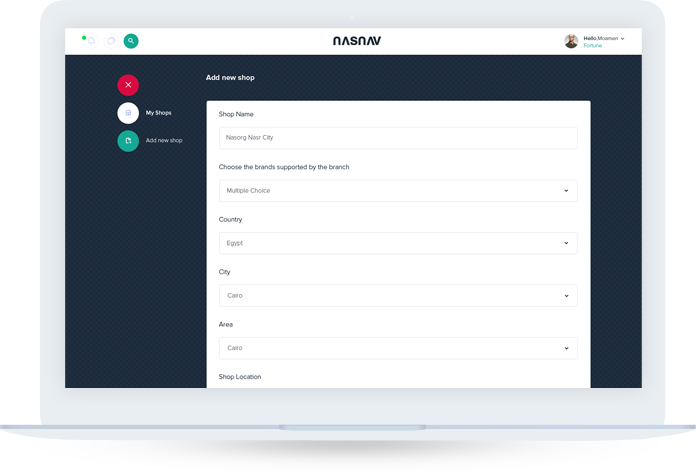 NASNAV
Hello,Moamen
Fortune.
Add new shop
My Shops
Add new shop
Shop Name
Nasorg Nasr City
Choose the brands supported by the branch
Multiple Choice
Country
Egypt
City
Cairo
Area
Cairo
Shop Location